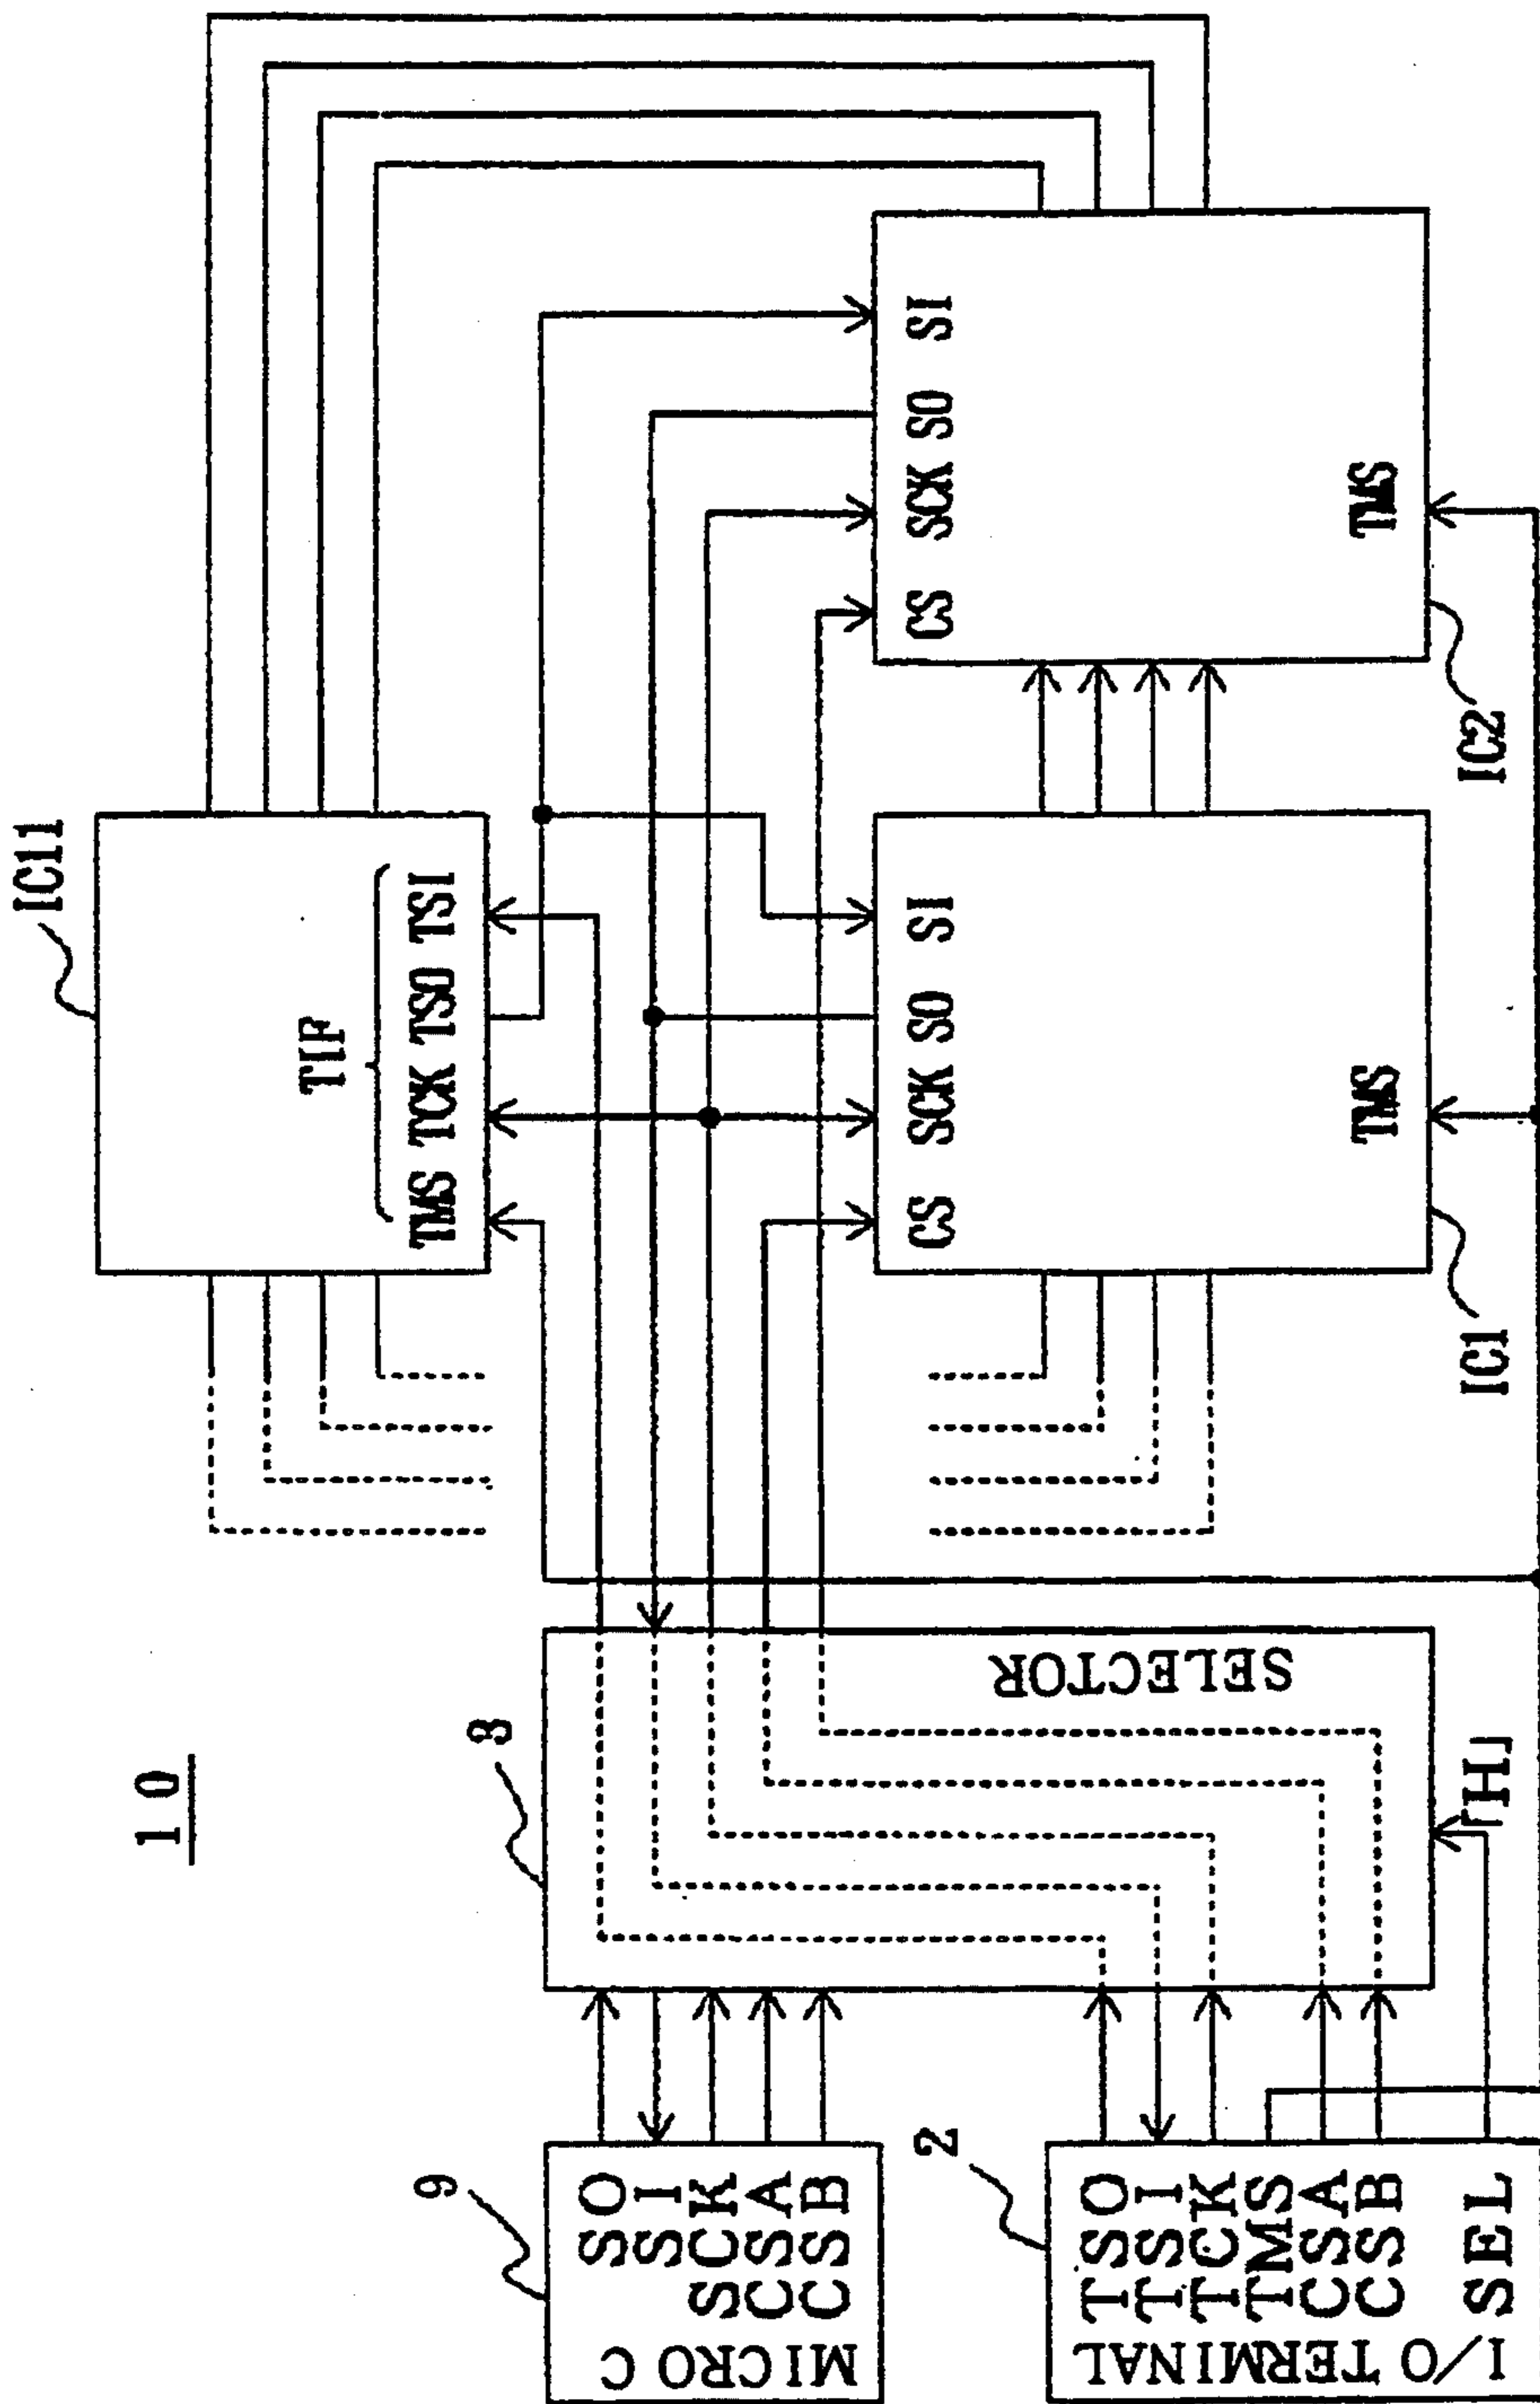 10
IC11
TIF
TMS TCK TSO TSI
9
MICRO C
SO
SI
SCK
CSA
CSB
3
SELECTOR
「H」
2
I/O TERMINAL
TSO
TSI
TCK
TMS
CSA
CSB
SEL
CS SCK SO SI
TMS
IC1
CS SCK SO SI
TMS
IC2